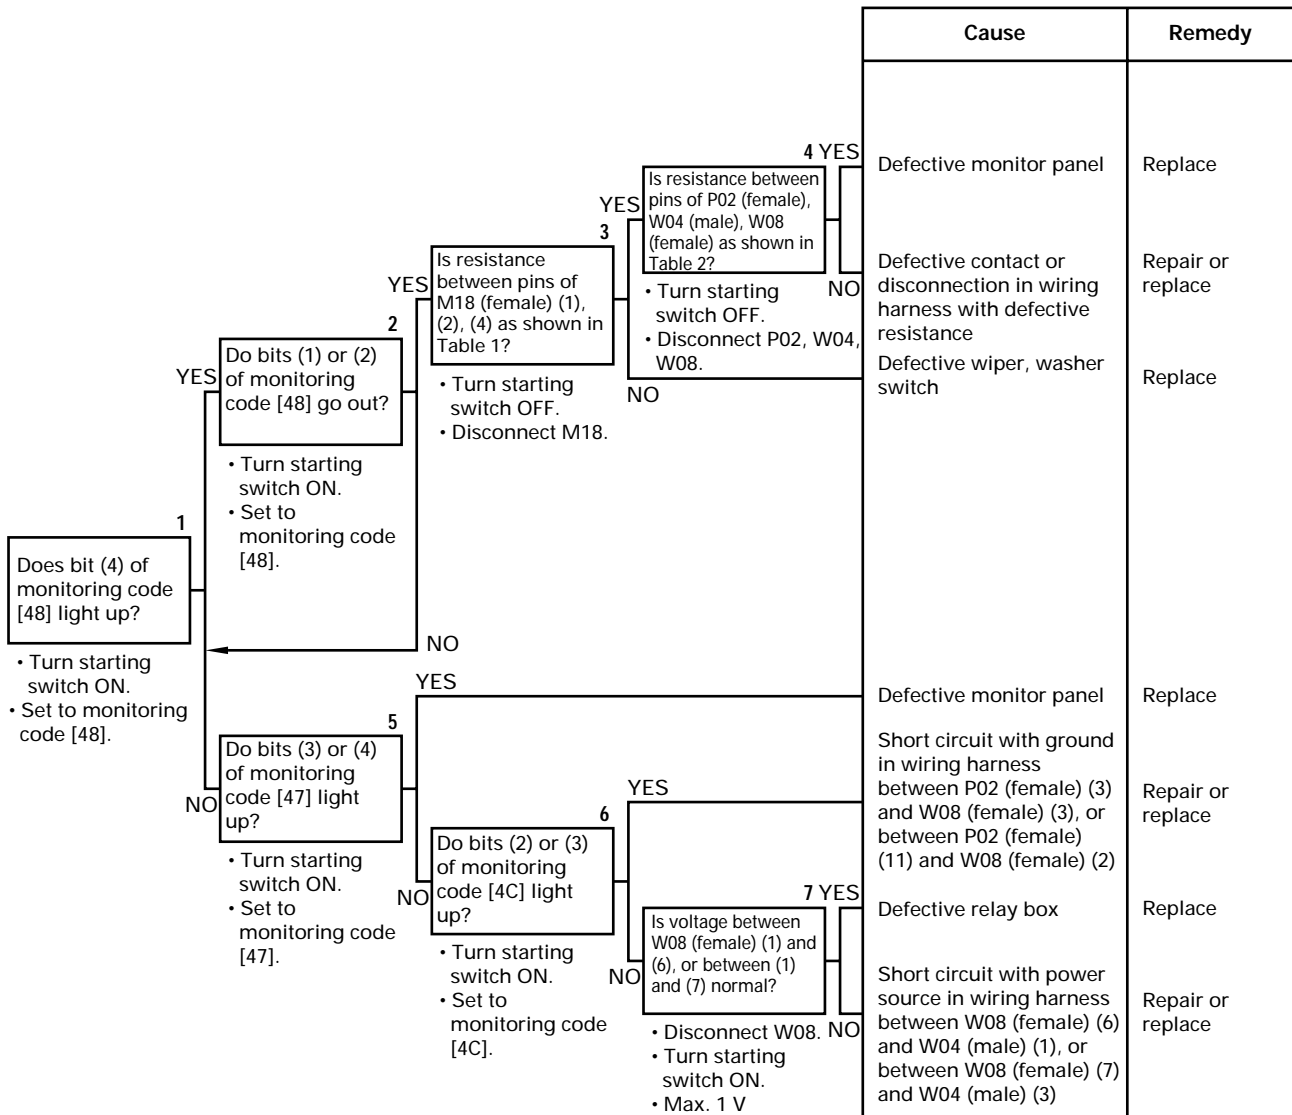 Cause
Remedy
4 YES
Is resistance between
pins of P02 (female),
W04 (male), W08
(female) as shown in
Table 2?
Defective monitor panel
Replace
YES
3
NO
Defective contact or
disconnection in wiring
harness with defective
resistance
Repair or
replace
• Turn starting
switch OFF.
• Disconnect P02, W04,
W08.
Is resistance
between pins of
M18 (female) (1),
(2), (4) as shown in
Table 1?
YES
2
NO
Defective wiper, washer
switch
Replace
• Turn starting
switch OFF.
• Disconnect M18.
Do bits (1) or (2)
of monitoring
code [48] go out?
YES
• Turn starting
switch ON.
• Set to
monitoring code
[48].
1
Does bit (4) of
monitoring code
[48] light up?
• Turn starting
switch ON.
• Set to monitoring
code [48].
NO
YES
5
Defective monitor panel
Replace
Do bits (3) or (4)
of monitoring
code [47] light
up?
NO
• Turn starting
switch ON.
• Set to
monitoring code
[47].
YES
6
Short circuit with ground
in wiring harness
between P02 (female) (3)
and W08 (female) (3), or
between P02 (female)
(11) and W08 (female) (2)
Repair or
replace
Do bits (2) or (3)
of monitoring
code [4C] light
up?
NO
• Turn starting
switch ON.
• Set to
monitoring code
[4C].
7 YES
Defective relay box
Replace
Is voltage between
W08 (female) (1) and
(6), or between (1)
and (7) normal?
NO
• Disconnect W08.
• Turn starting
switch ON.
• Max. 1 V
NO
Short circuit with power
source in wiring harness
between W08 (female) (6)
and W04 (male) (1), or
between W08 (female) (7)
and W04 (male) (3)
Repair or
replace